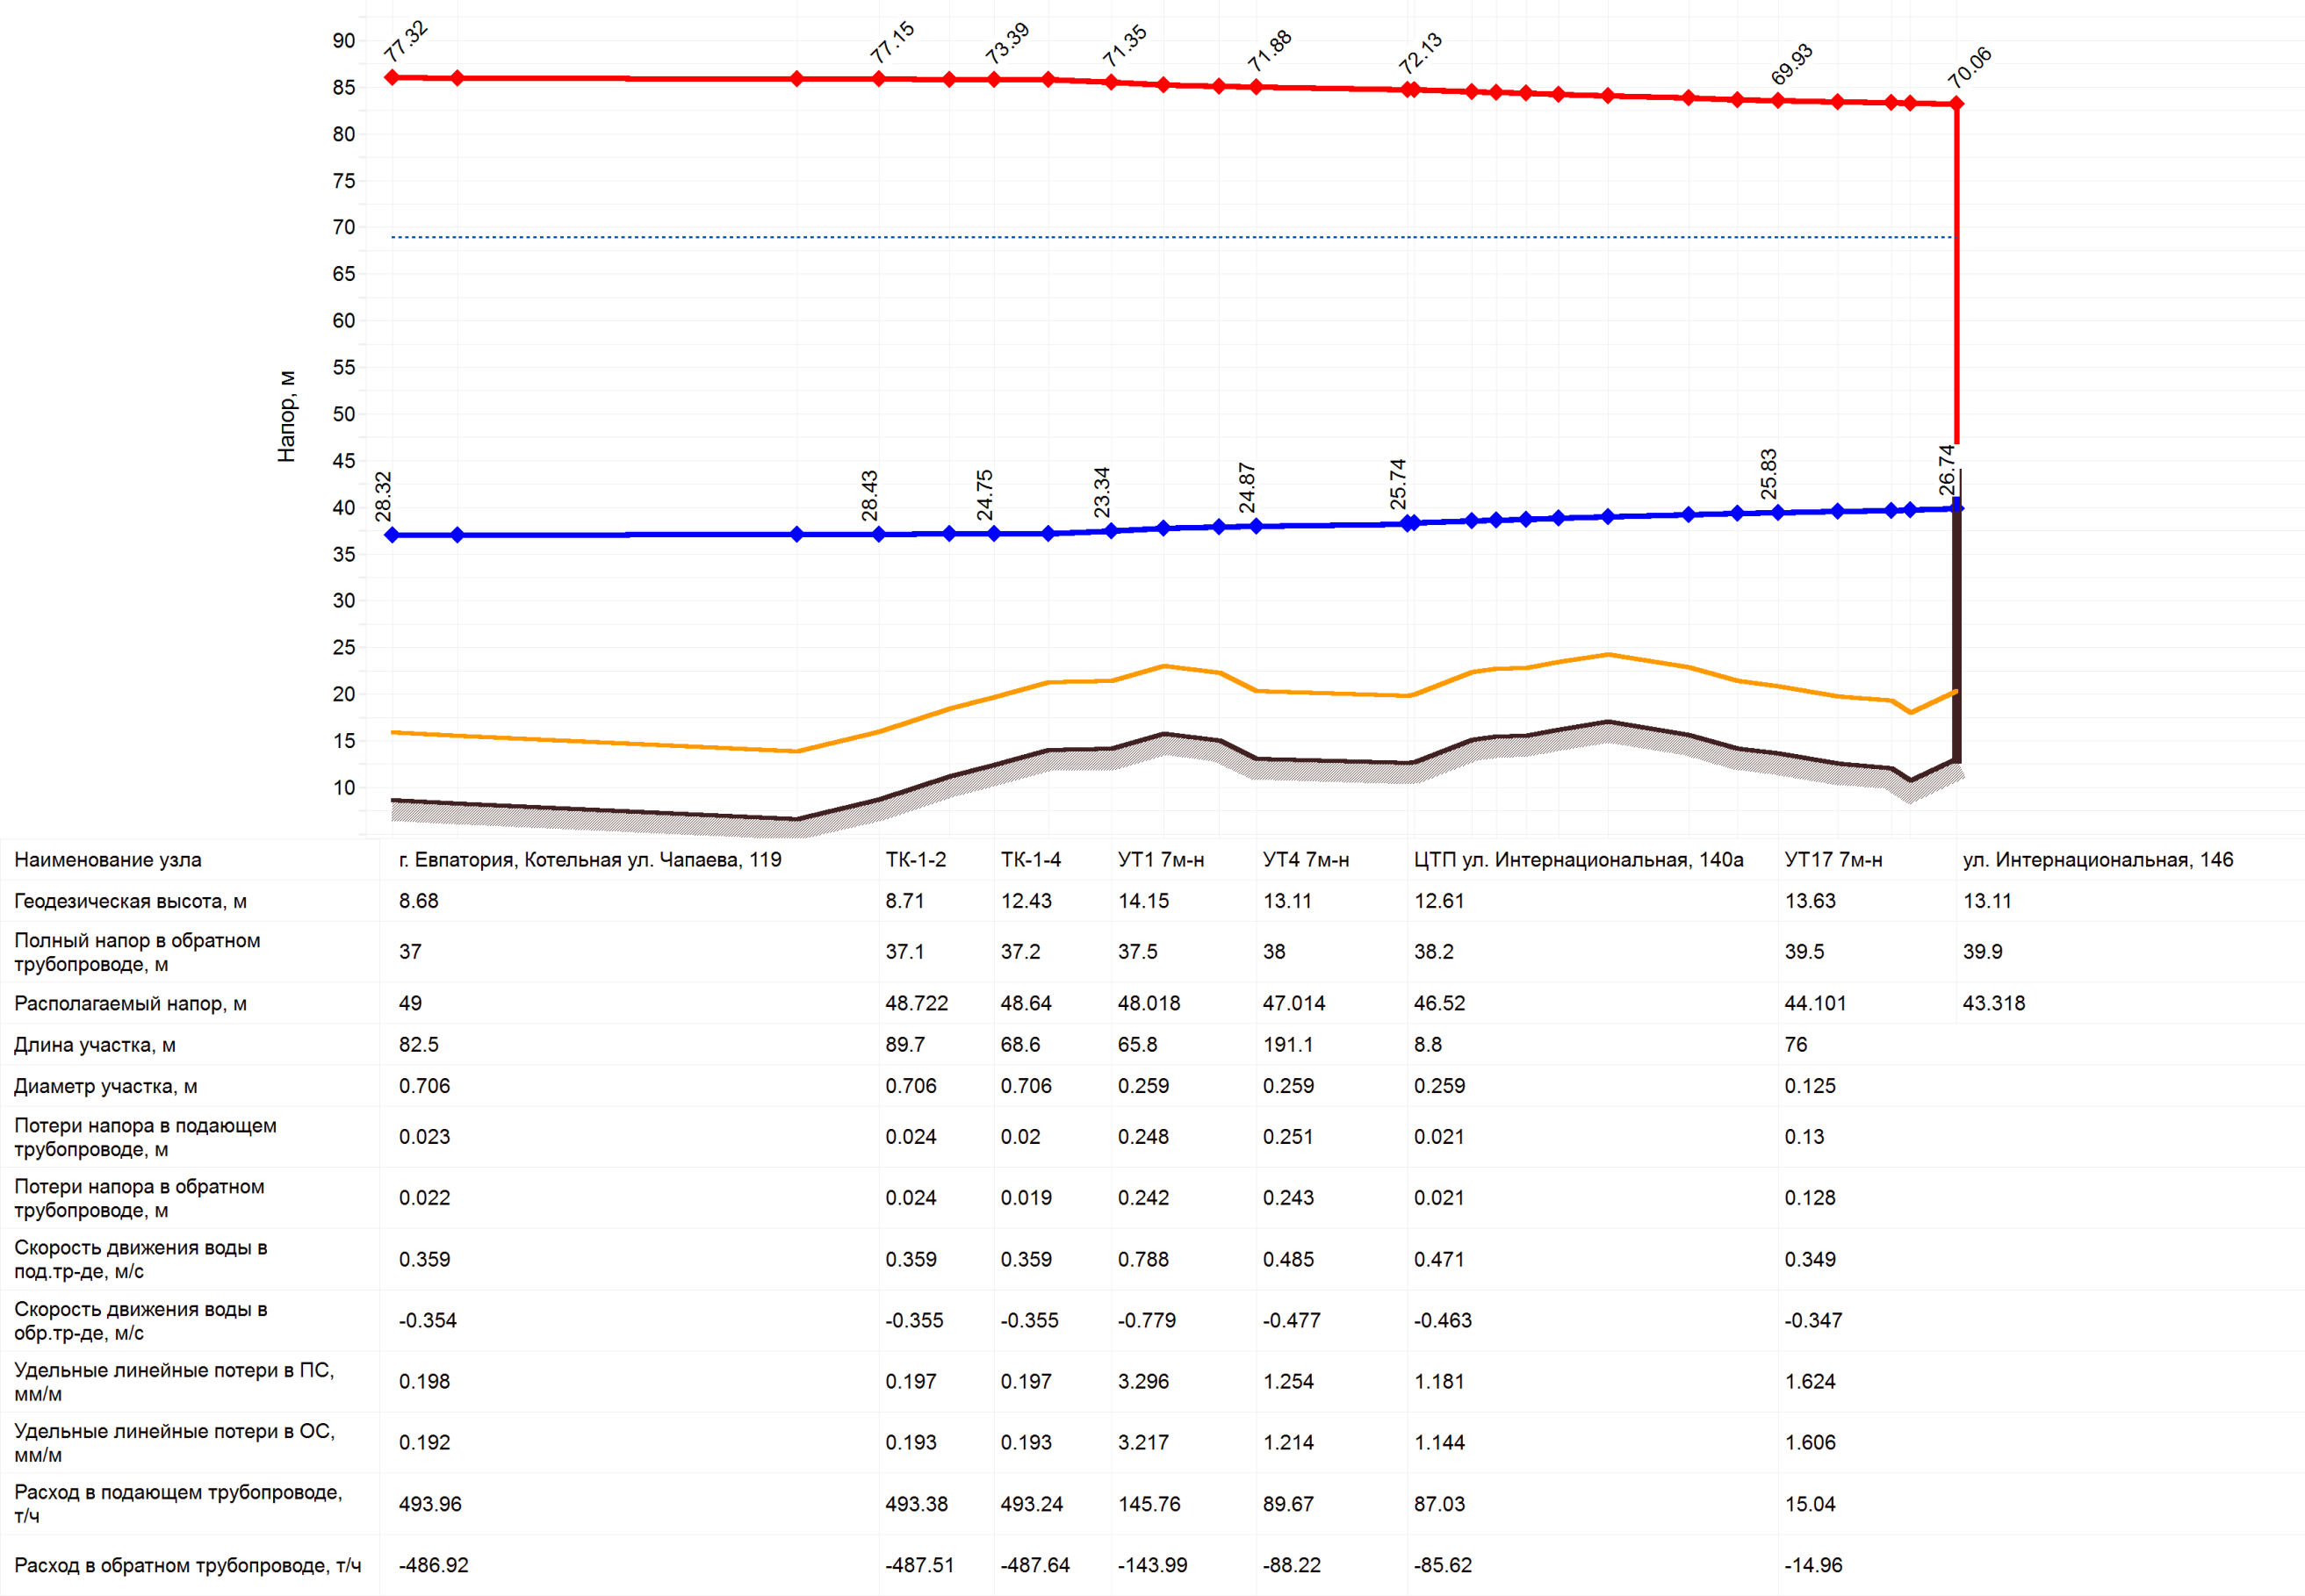 77.32
77.15
73.39
71.35
71.88
72.13
69.93
70.06
90
85
80
75
70
65
60
55
50
45
40
35
30
25
20
15
10
Напор, м
28.32
28.43
24.75
23.34
24.87
25.74
25.83
26.74
Наименование узла г. Евпатория, Котельная ул. Чапаева, 119 ТК-1-2 ТК-1-4 УТ1 7м-н УТ4 7м-н ЦТП ул. Интернациональная, 140а УТ17 7м-н ул. Интернациональная, 146
Геодезическая высота, м 8.68 8.71 12.43 14.15 13.11 12.61 13.63 13.11
Полный напор в обратном
трубопроводе, м 37 37.1 37.2 37.5 38 38.2 39.5 39.9
Располагаемый напор, м 49 48.722 48.64 48.018 47.014 46.52 44.101 43.318
Длина участка, м 82.5 89.7 68.6 65.8 191.1 8.8 76
Диаметр участка, м 0.706 0.706 0.706 0.259 0.259 0.259 0.125
Потери напора в подающем
трубопроводе, м 0.023 0.024 0.02 0.248 0.251 0.021 0.13
Потери напора в обратном
трубопроводе, м 0.022 0.024 0.019 0.242 0.243 0.021 0.128
Скорость движения воды в
под.тр-де, м/с 0.359 0.359 0.359 0.788 0.485 0.471 0.349
Скорость движения воды в
обр.тр-де, м/с -0.354 -0.355 -0.355 -0.779 -0.477 -0.463 -0.347
Удельные линейные потери в ПС,
мм/м 0.198 0.197 0.197 3.296 1.254 1.181 1.624
Удельные линейные потери в ОС,
мм/м 0.192 0.193 0.193 3.217 1.214 1.144 1.606
Расход в подающем трубопроводе,
т/ч 493.96 493.38 493.24 145.76 89.67 87.03 15.04
Расход в обратном трубопроводе, т/ч -486.92 -487.51 -487.64 -143.99 -88.22 -85.62 -14.96